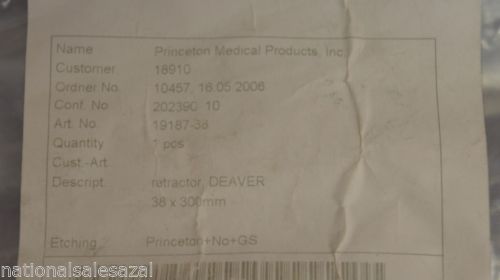 Name Princeton Medical Products, Inc.
Customer 18910
Ordner No. 10457, 16.05.2006
Conf. No. 202390-10
Art. No. 19187-38
Quantity 1 pcs
Cust.-Art.
Descript. retractor, DEAVER
38 x 300mm
Etching Princeton+No+GS
nationalsalesazal